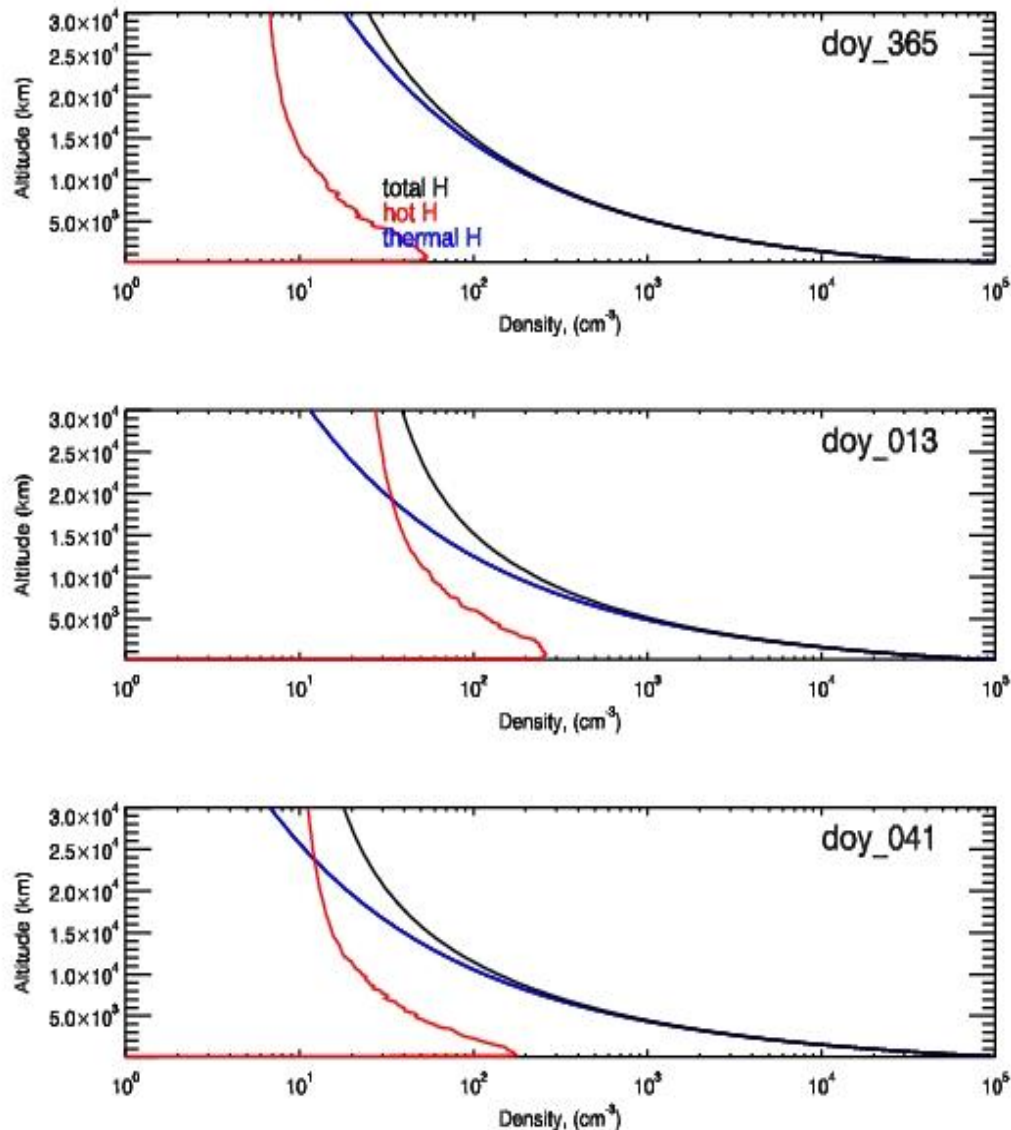 doy_365
Altitude (km)
3.0×10⁴
2.5×10⁴
2.0×10⁴
1.5×10⁴
1.0×10⁴
5.0×10³
total H
hot H
thermal H
10⁰ 10¹ 10² 10³ 10⁴ 10⁵
Density, (cm⁻³)
doy_013
Altitude (km)
3.0×10⁴
2.5×10⁴
2.0×10⁴
1.5×10⁴
1.0×10⁴
5.0×10³
10⁰ 10¹ 10² 10³ 10⁴ 10⁵
Density, (cm⁻³)
doy_041
Altitude (km)
3.0×10⁴
2.5×10⁴
2.0×10⁴
1.5×10⁴
1.0×10⁴
5.0×10³
10⁰ 10¹ 10² 10³ 10⁴ 10⁵
Density, (cm⁻³)